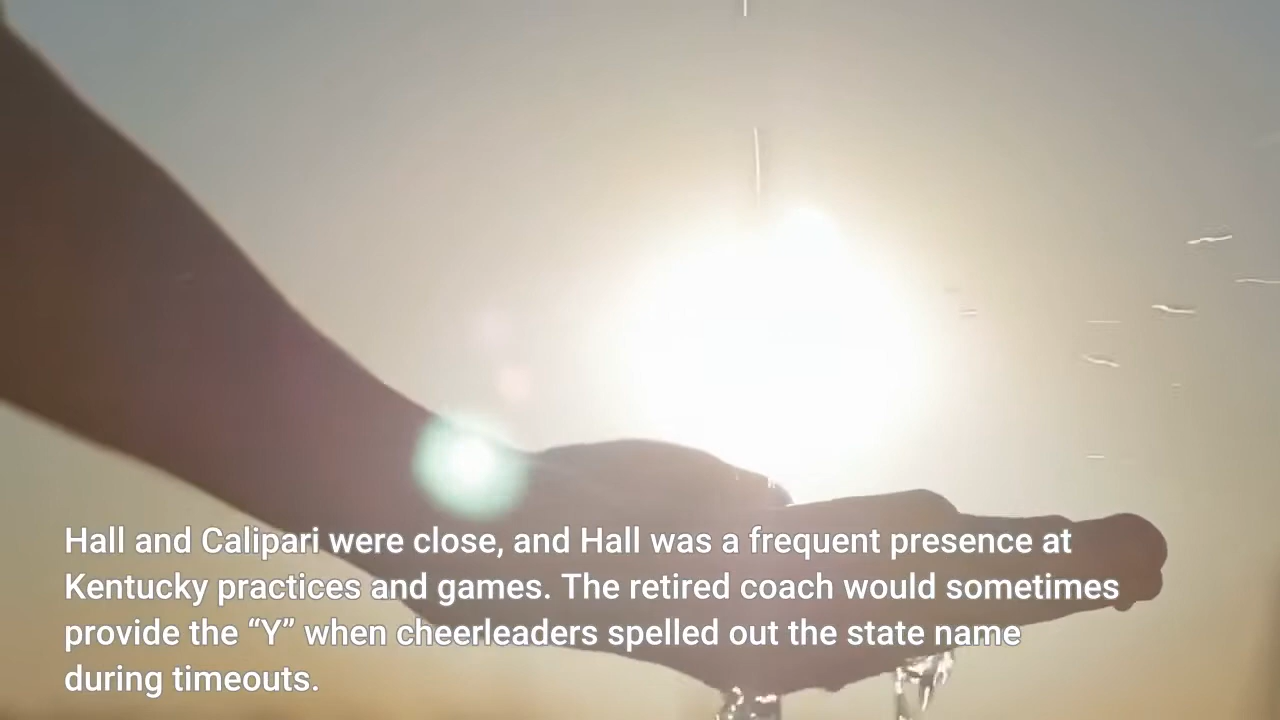 Hall and Calipari were close, and Hall was a frequent presence at
Kentucky practices and games. The retired coach would sometimes
provide the “Y” when cheerleaders spelled out the state name
during timeouts.